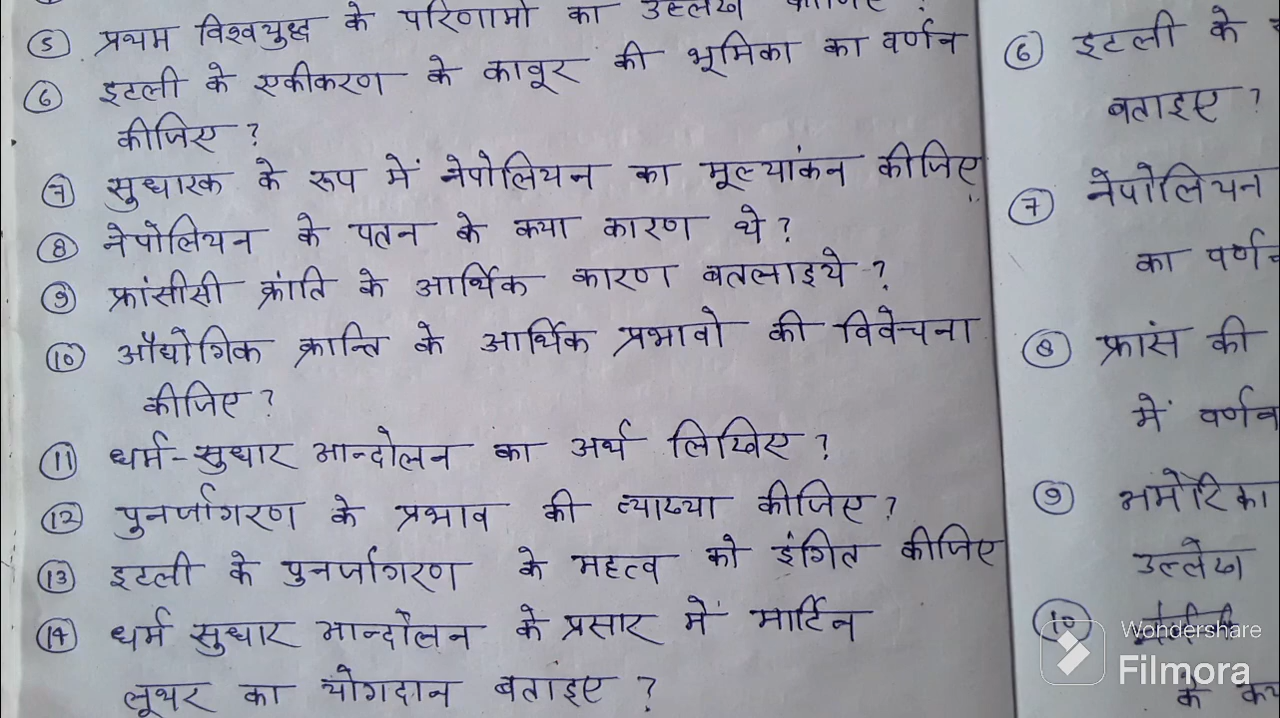 ⑤ प्रथम विश्वयुद्ध के परिणामो का उल्लेख कीजिए ?
⑥ इटली के एकीकरण के कावूर की भूमिका का वर्णन
कीजिए ?
⑦ सुधारक के रूप में नेपोलियन का मूल्यांकन कीजिए
⑧ नेपोलियन के पतन के क्या कारण थे ?
⑨ फ्रांसीसी क्रांति के आर्थिक कारण बतलाइये ?
⑩ औद्योगिक क्रान्ति के आर्थिक प्रभावो की विवेचना
कीजिए ?
⑪ धर्म-सुधार आन्दोलन का अर्थ लिखिए ?
⑫ पुनर्जागरण के प्रभाव की व्याख्या कीजिए ?
⑬ इटली के पुनर्जागरण के महत्व को इंगित कीजिए
⑭ धर्म सुधार आन्दोलन के प्रसार में मार्टिन
लूथर का योगदान बताइए ?
⑥ इटली के
बताइए ?
⑦ नेपोलियन
का
⑧ फ्रांस की
में वर्णन
⑨ अमेरिका
उल्लेख
⑩
के
Wondershare
Filmora